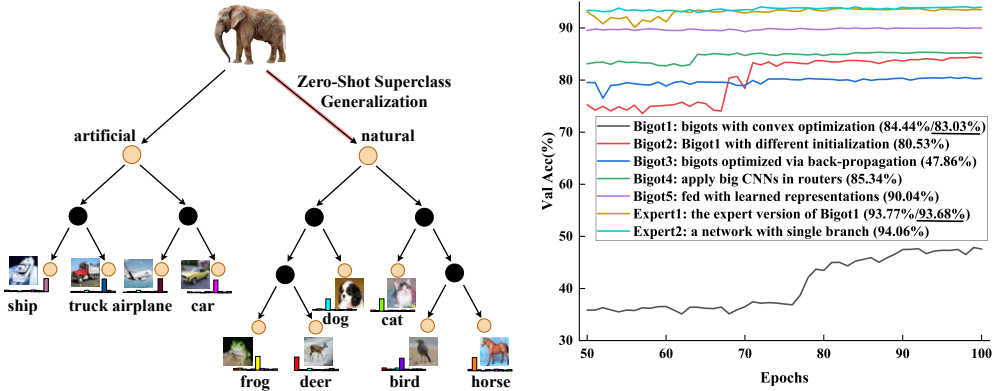 Zero-Shot Superclass
Generalization
artificial
natural
ship
truck
airplane
car
dog
cat
frog
deer
bird
horse
Val Acc(%)
90
80
70
60
50
40
30
Bigot1: bigots with convex optimization (84.44%/83.03%)
Bigot2: Bigot1 with different initialization (80.53%)
Bigot3: bigots optimized via back-propagation (47.86%)
Bigot4: apply big CNNs in routers (85.34%)
Bigot5: fed with learned representations (90.04%)
Expert1: the expert version of Bigot1 (93.77%/93.68%)
Expert2: a network with single branch (94.06%)
50 60 70 80 90 100
Epochs